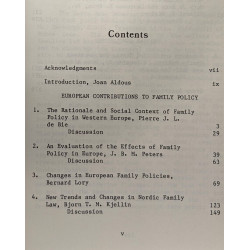 Contents
Acknowledgments vii
Introduction, Joan Aldous ix
EUROPEAN CONTRIBUTIONS TO FAMILY POLICY
1. The Rationale and Social Context of Family
Policy in Western Europe, Pierre J. L.
de Bie 3
Discussion 29
2. An Evaluation of the Effects of Family
Policy in Europe, J. B. M. Peters 39
Discussion 63
3. Changes in European Family Policies,
Bernard Lory 69
4. New Trends and Changes in Nordic Family
Law, Bjorn T. N. Kjellin 123
Discussion 149
v